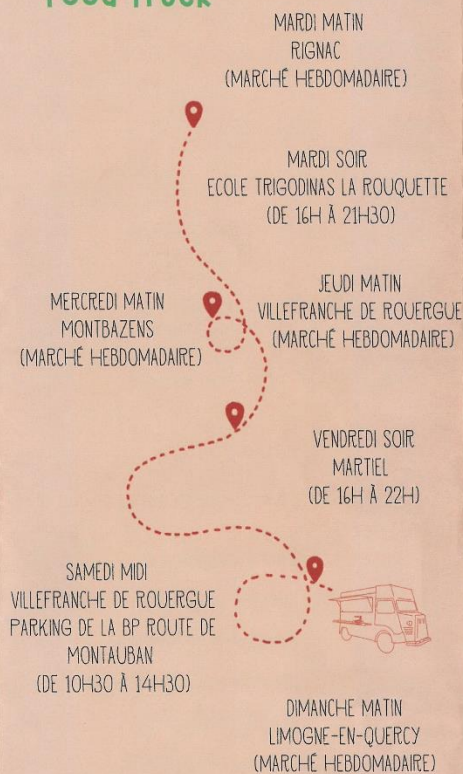 FOOD TRUCK
MARDI MATIN
RIGNAC
(MARCHÉ HEBDOMADAIRE)
MARDI SOIR
ECOLE TRIGODINAS LA ROUQUETTE
(DE 16H À 21H30)
MERCREDI MATIN
MONTBAZENS
(MARCHÉ HEBDOMADAIRE)
JEUDI MATIN
VILLEFRANCHE DE ROUERGUE
(MARCHÉ HEBDOMADAIRE)
VENDREDI SOIR
MARTIEL
(DE 16H À 22H)
SAMEDI MIDI
VILLEFRANCHE DE ROUERGUE
PARKING DE LA BP ROUTE DE
MONTAUBAN
(DE 10H30 À 14H30)
DIMANCHE MATIN
LIMOGNE-EN-QUERCY
(MARCHÉ HEBDOMADAIRE)